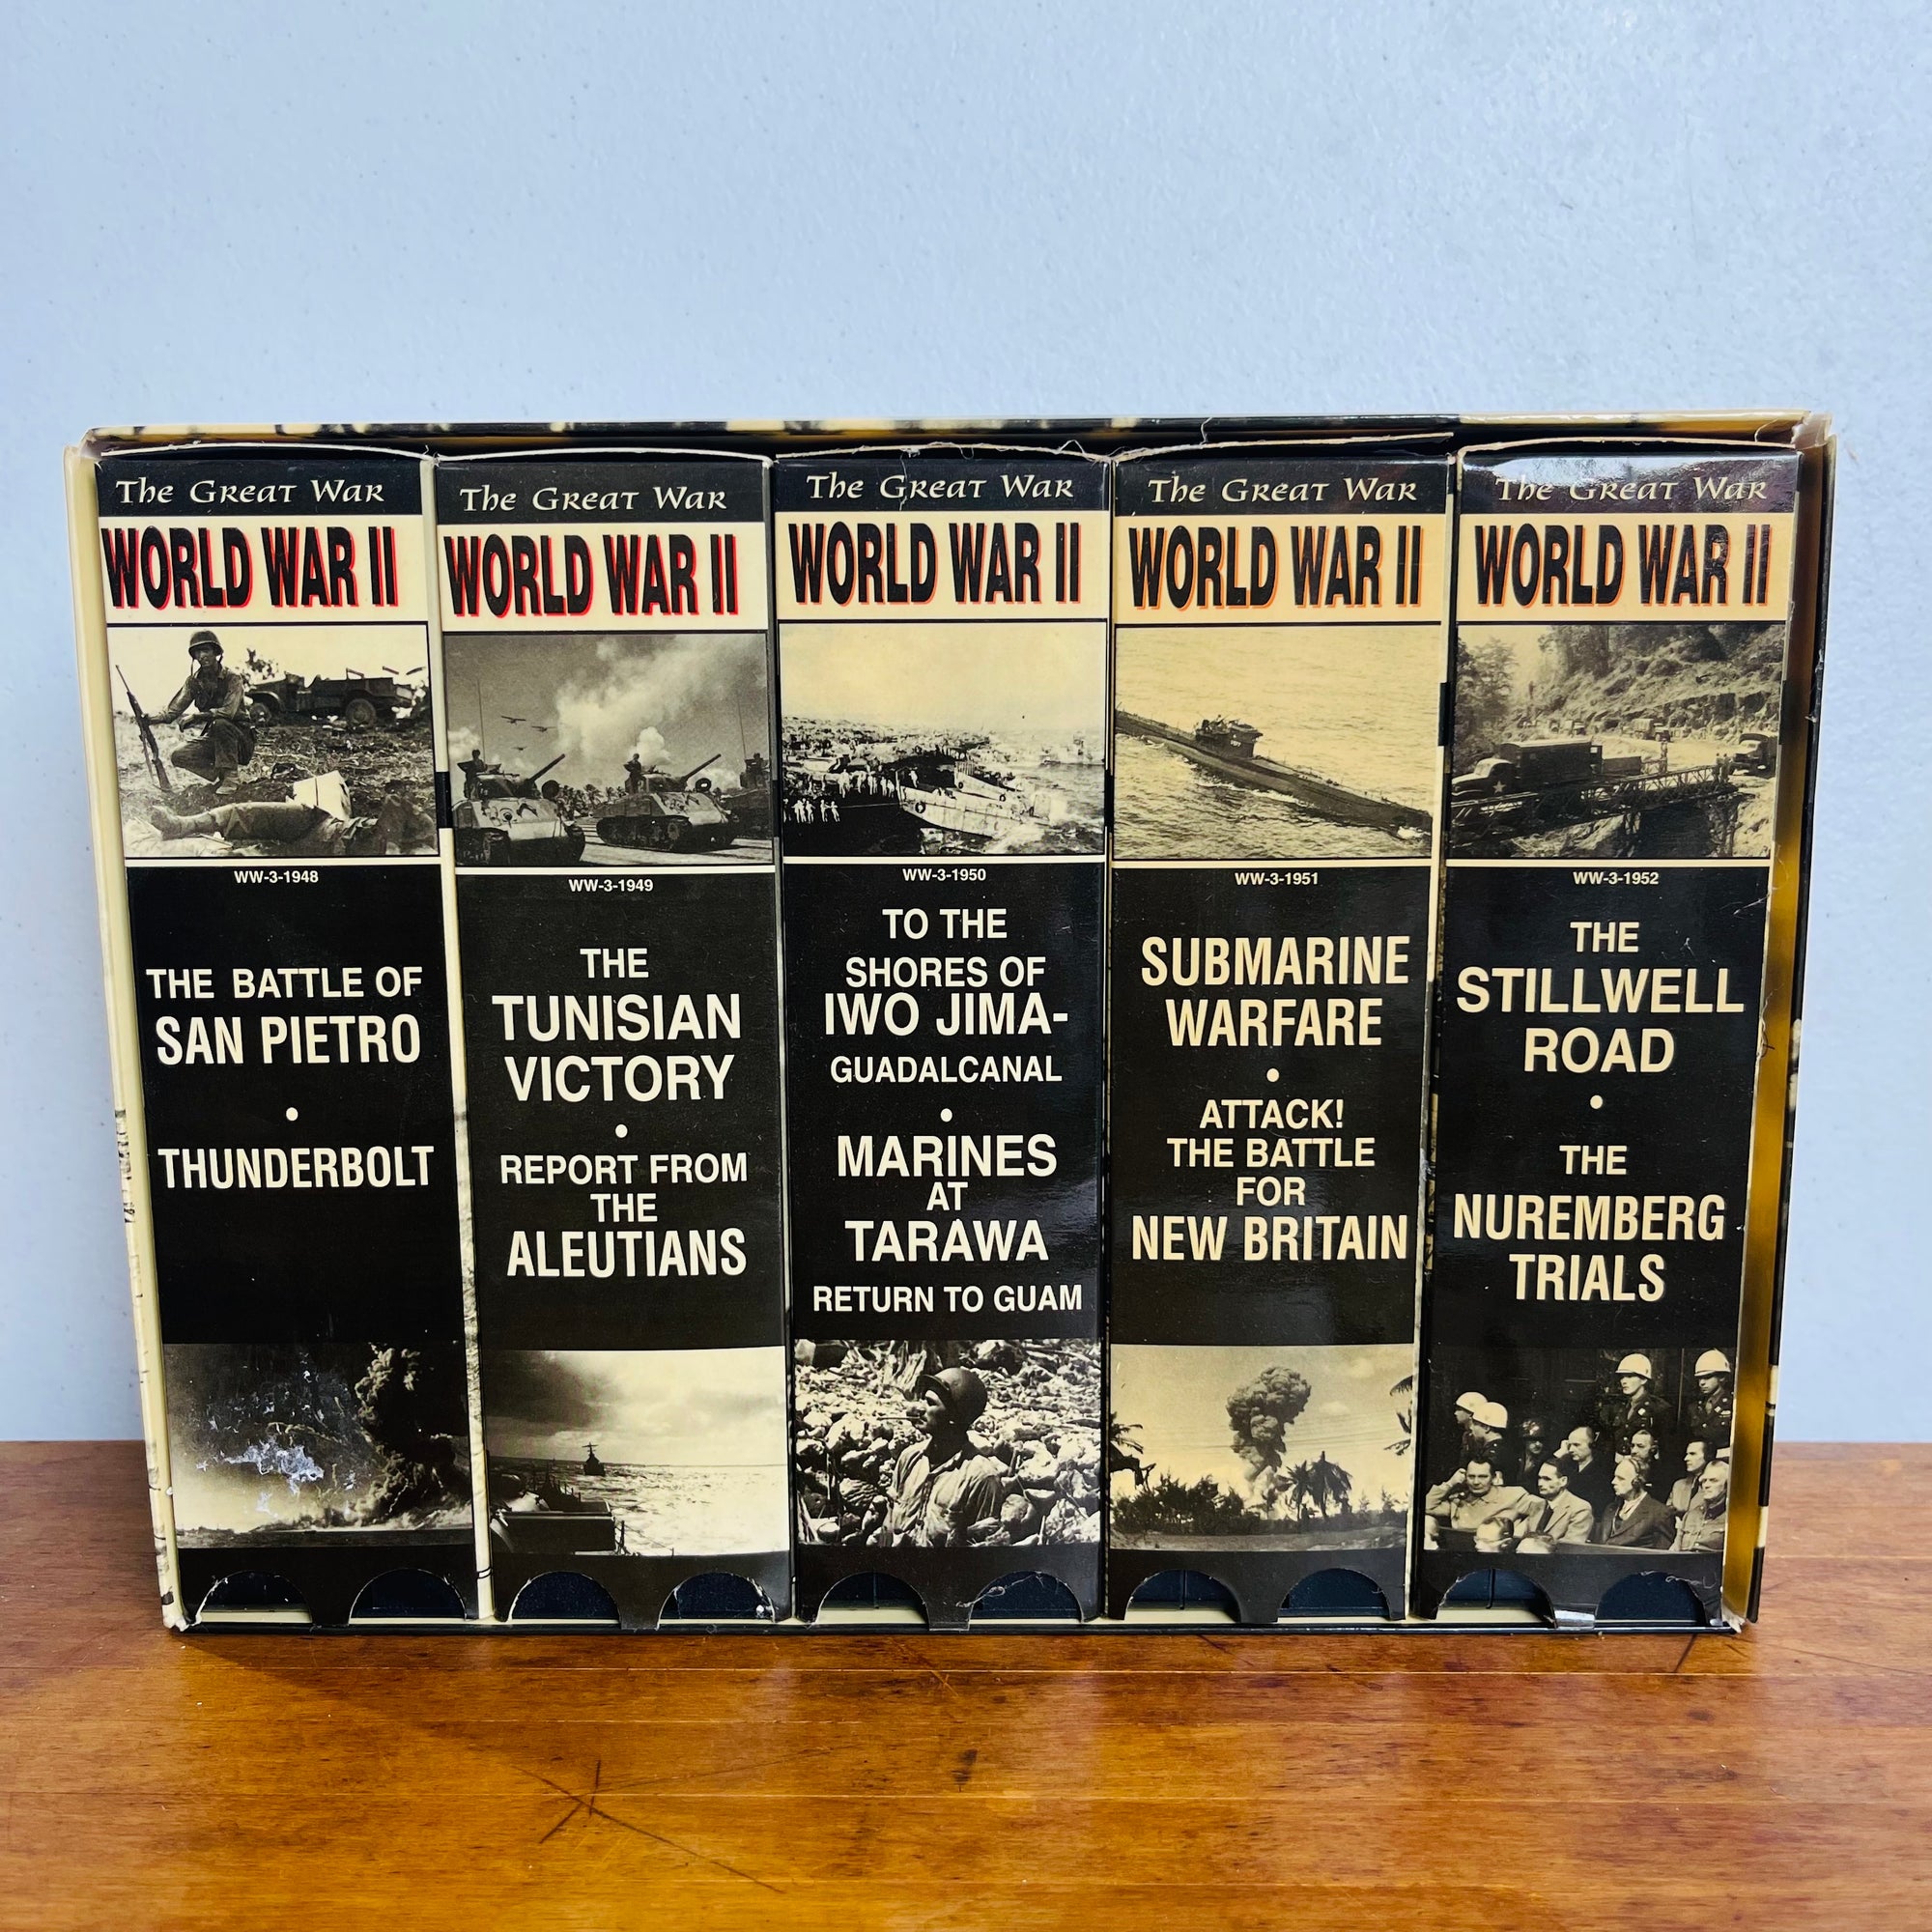 The Great War
WORLD WAR II
WW-3-1948
THE BATTLE OF
SAN PIETRO
•
THUNDERBOLT
The Great War
WORLD WAR II
WW-3-1949
THE
TUNISIAN
VICTORY
•
REPORT FROM
THE
ALEUTIANS
The Great War
WORLD WAR II
WW-3-1950
TO THE
SHORES OF
IWO JIMA-
GUADALCANAL
•
MARINES
AT
TARAWA
RETURN TO GUAM
The Great War
WORLD WAR II
WW-3-1951
SUBMARINE
WARFARE
•
ATTACK!
THE BATTLE
FOR
NEW BRITAIN
The Great War
WORLD WAR II
WW-3-1952
THE
STILLWELL
ROAD
•
THE
NUREMBERG
TRIALS